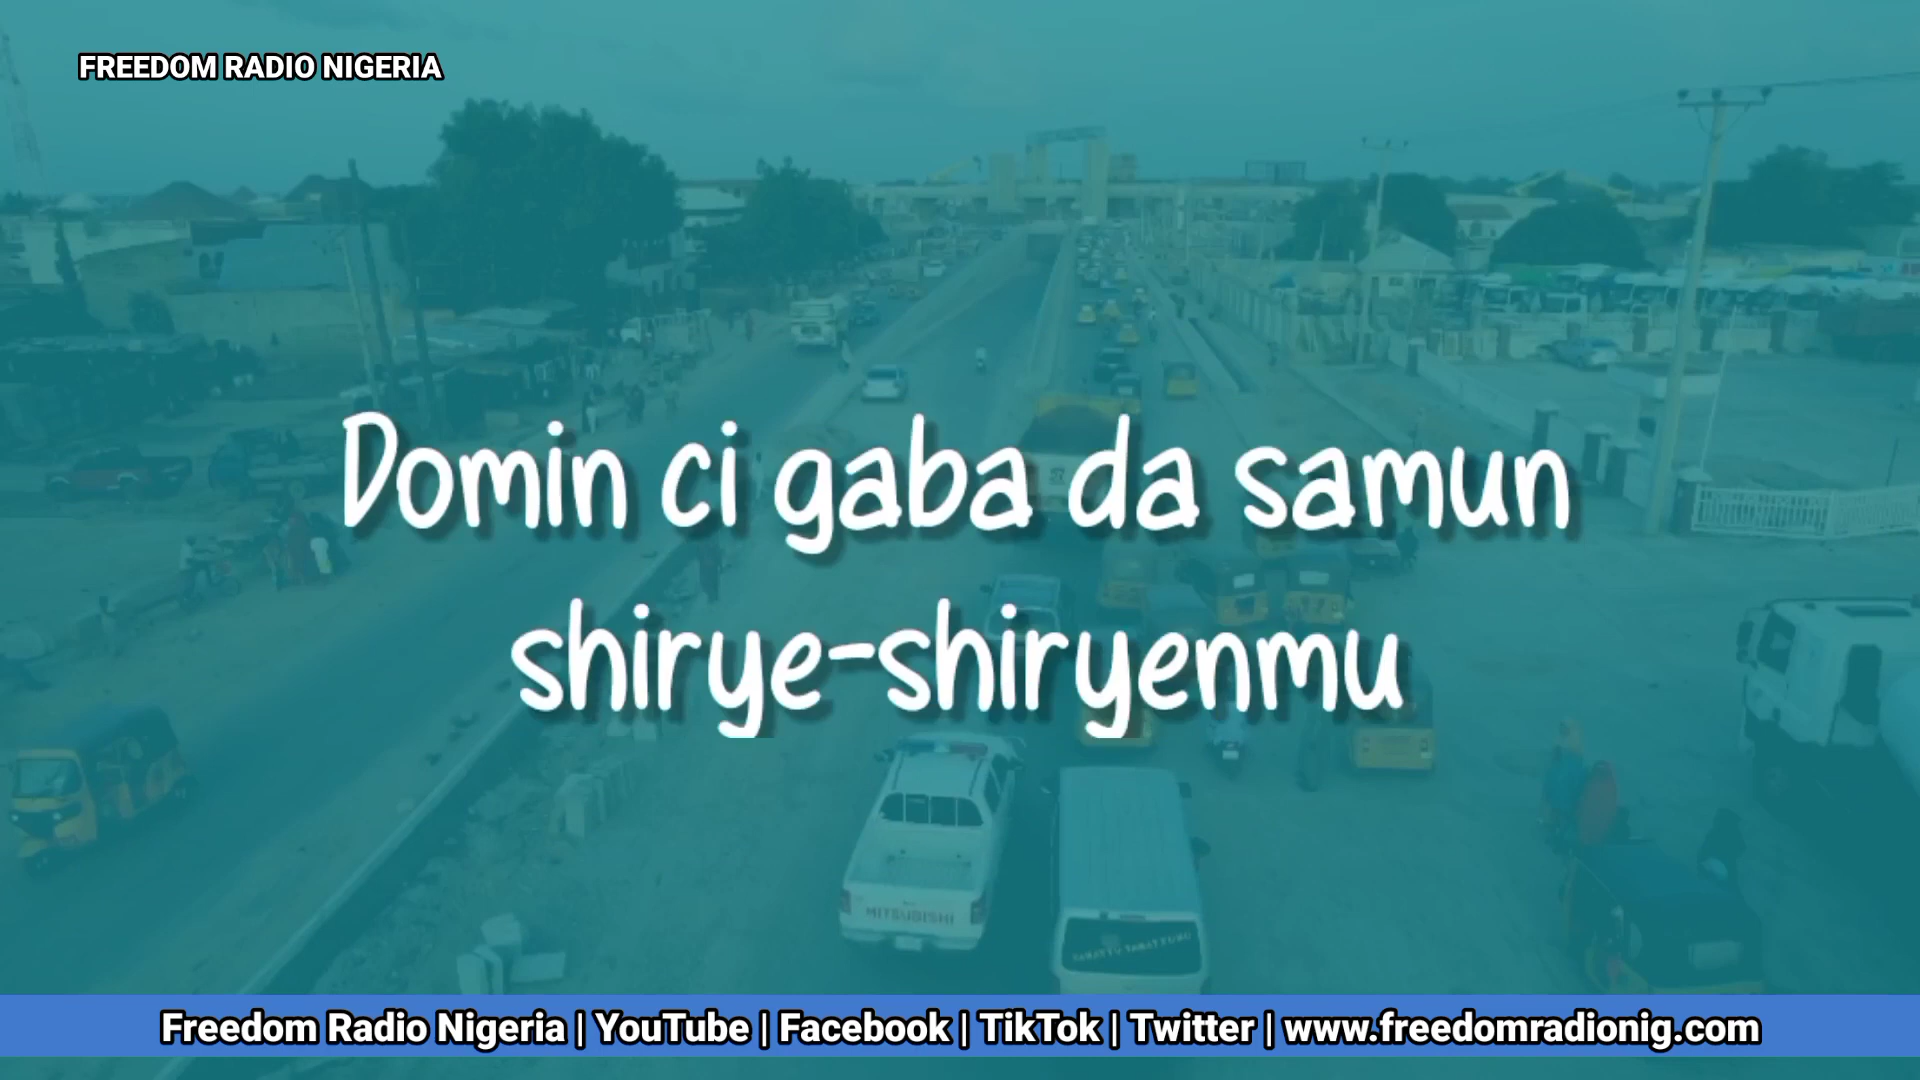 FREEDOM RADIO NIGERIA
Domin ci gaba da samun
shirye-shiryenmu
MITSUBISHI
Freedom Radio Nigeria | YouTube | Facebook | TikTok | Twitter | www.freedomradionig.com